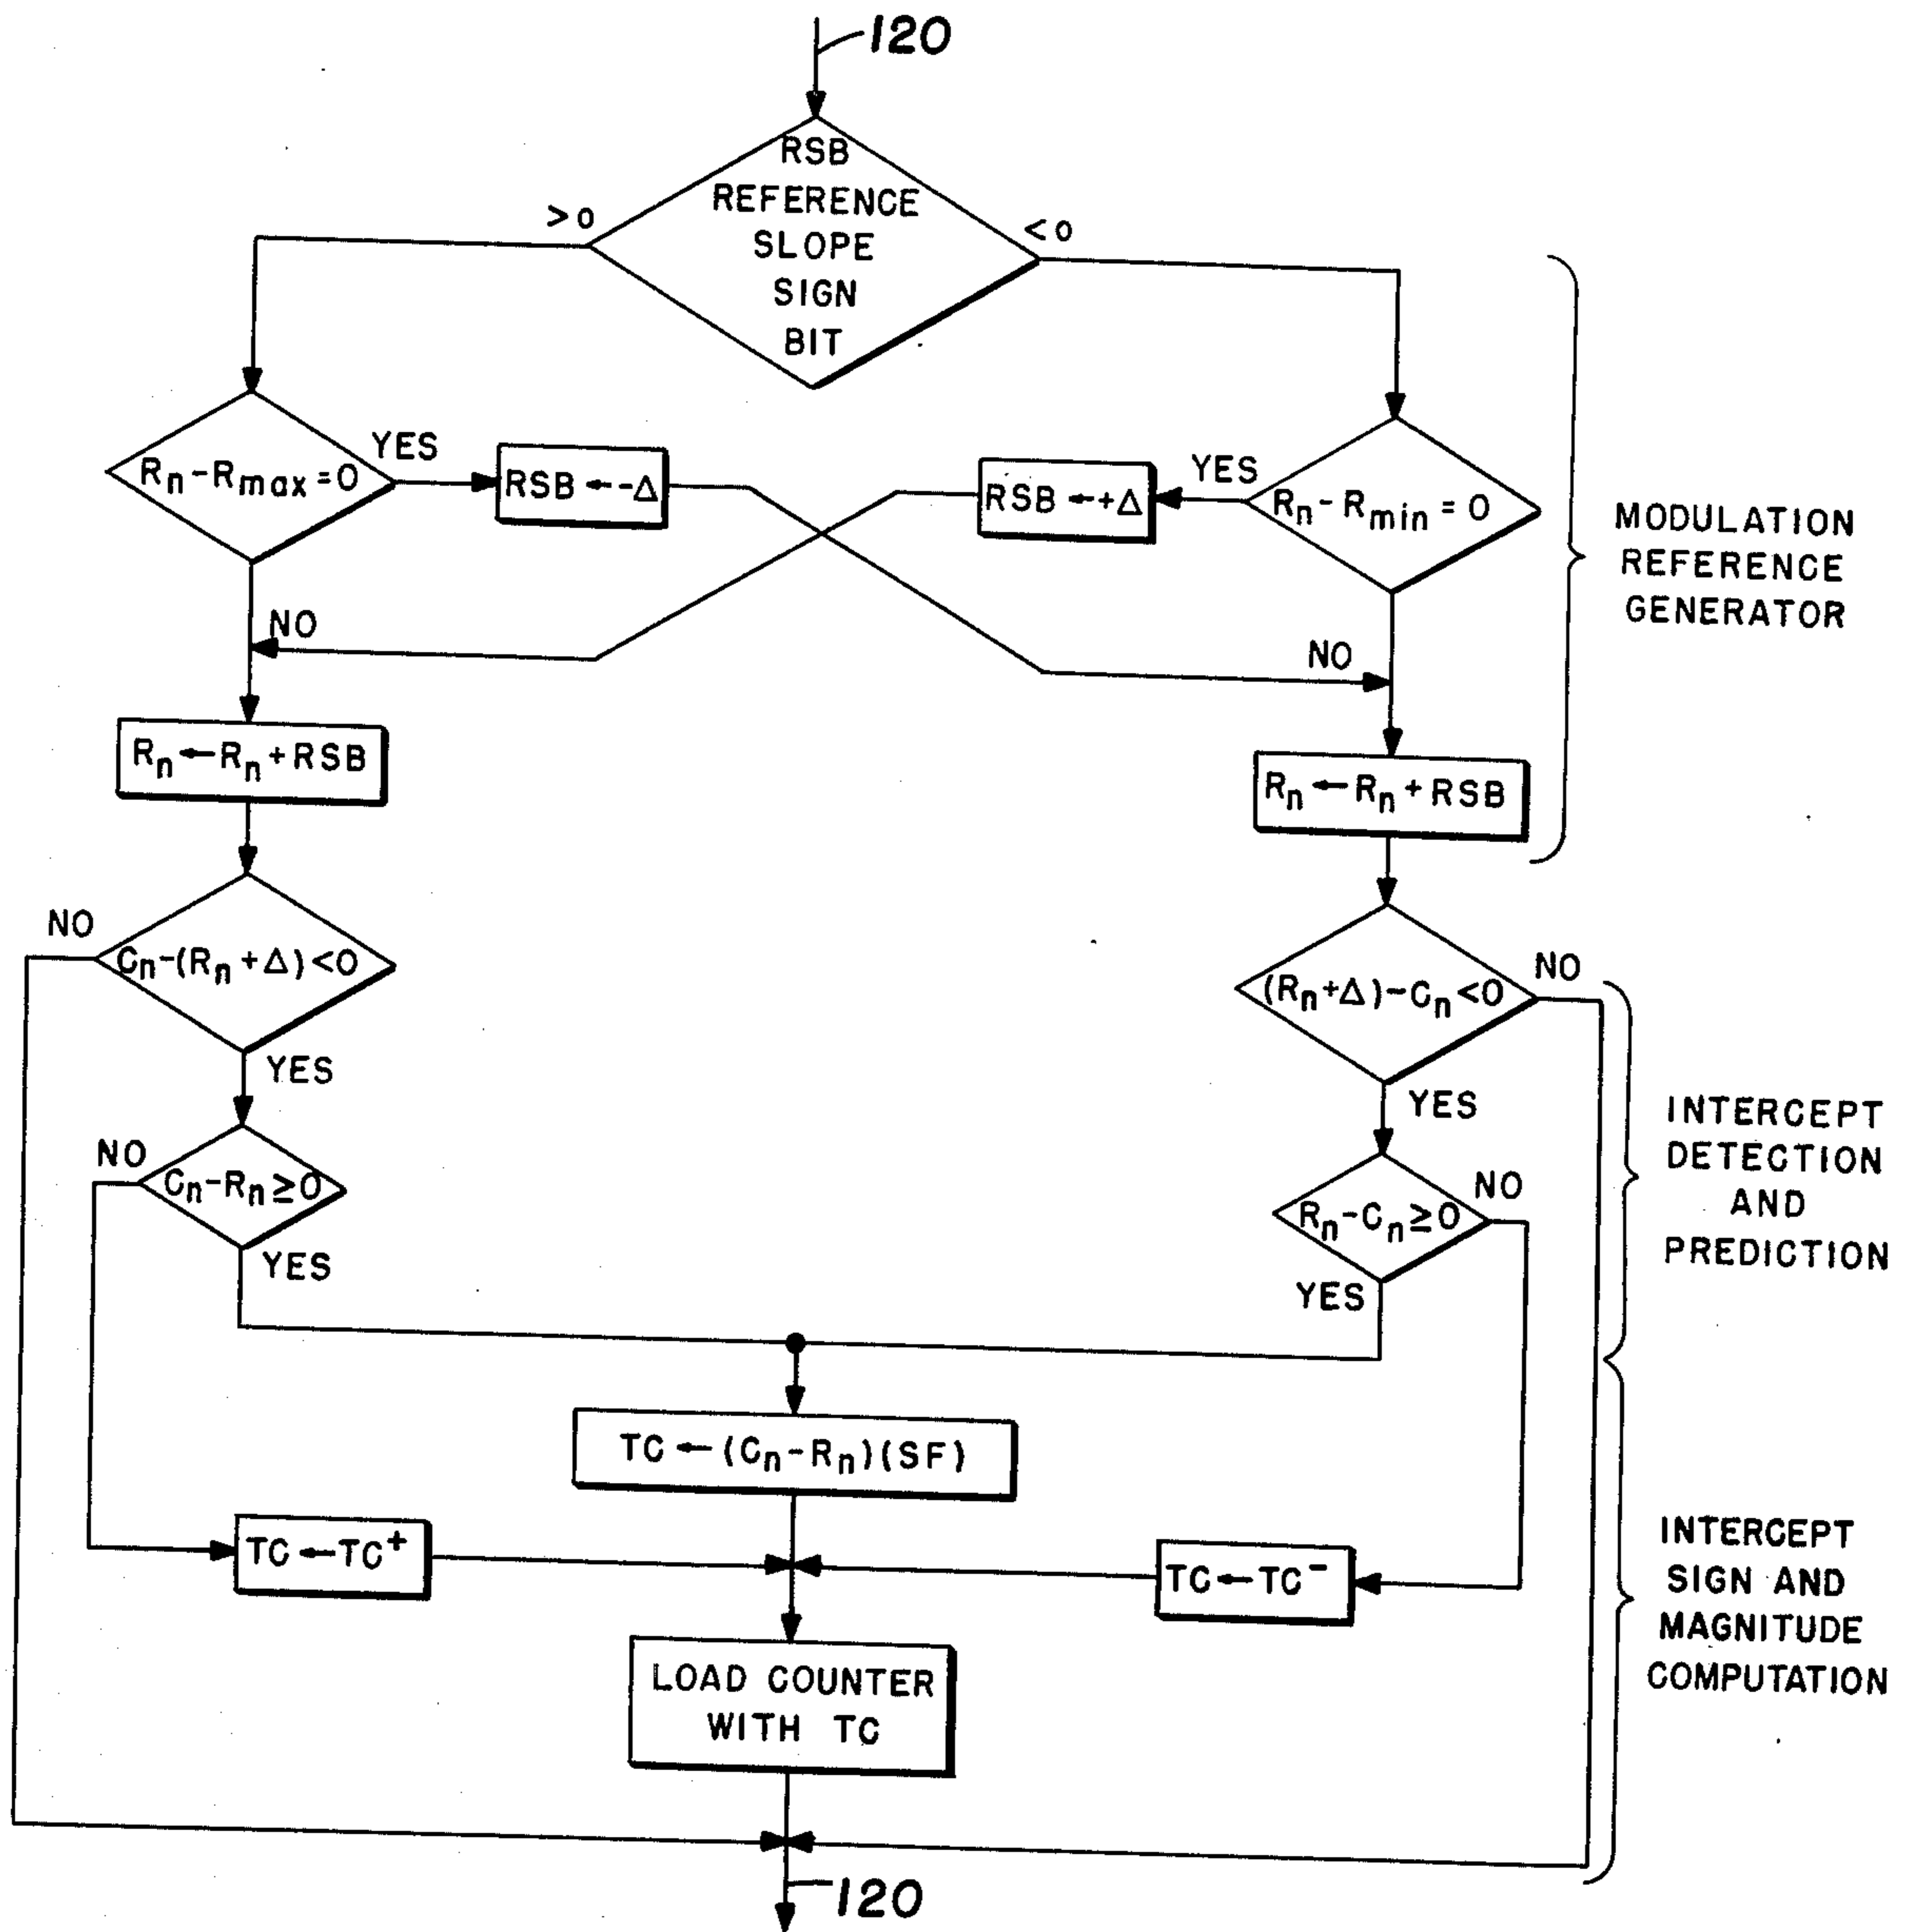 120
RSB
REFERENCE
SLOPE
SIGN
BIT
>0
<0
Rn-Rmax=0
YES
RSB←-Δ
RSB←+Δ
YES
Rn-Rmin=0
NO
NO
MODULATION
REFERENCE
GENERATOR
Rn←Rn+RSB
Rn←Rn+RSB
NO
Cn-(Rn+Δ)<0
YES
(Rn+Δ)-Cn<0
NO
YES
NO
Cn-Rn≥0
YES
Rn-Cn≥0
NO
YES
INTERCEPT
DETECTION
AND
PREDICTION
TC←(Cn-Rn)(SF)
TC←TC+
TC←TC-
LOAD COUNTER
WITH TC
INTERCEPT
SIGN AND
MAGNITUDE
COMPUTATION
120